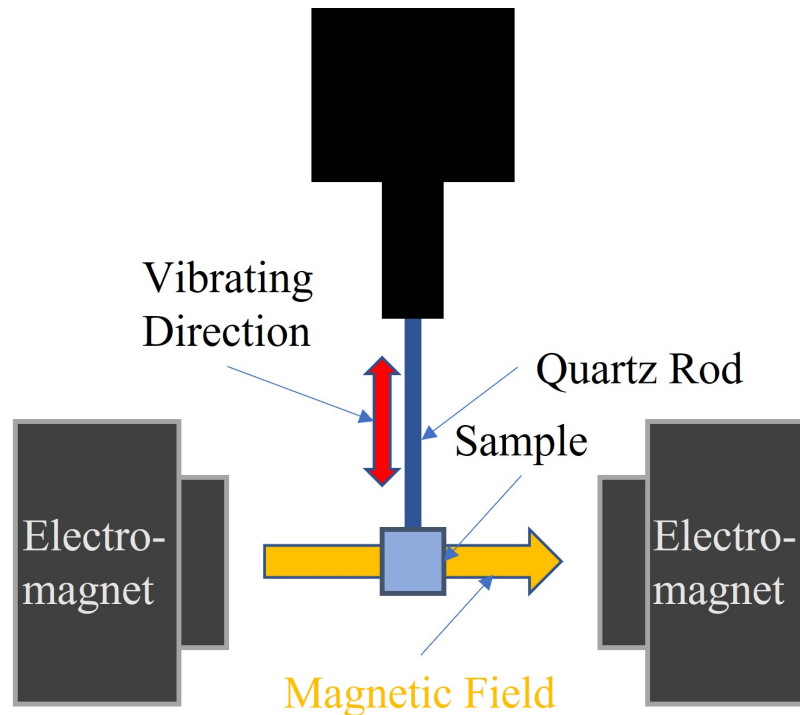 Vibrating
Direction
Quartz Rod
Sample
Electro-
magnet
Electro-
magnet
Magnetic Field